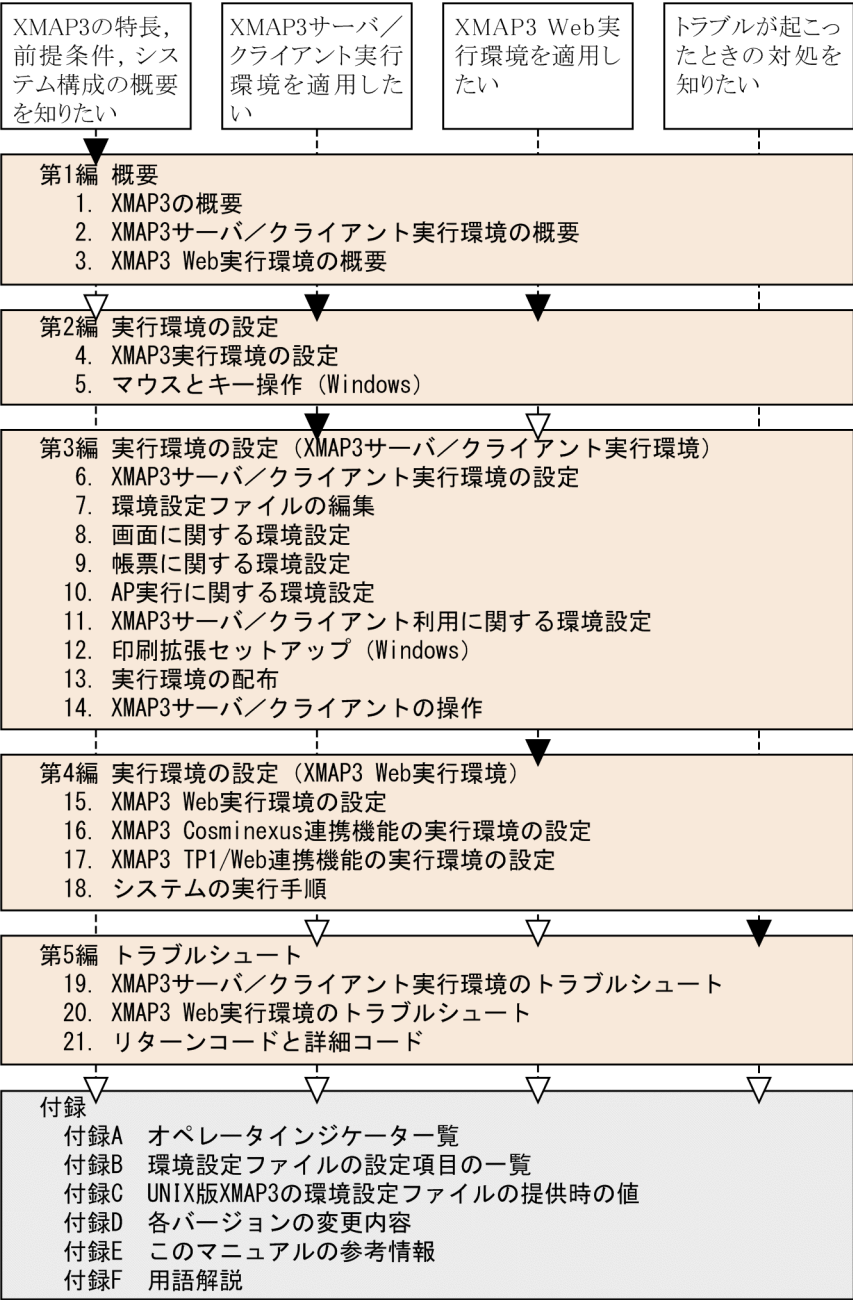 XMAP3の特長，
前提条件，シス
テム構成の概要
を知りたい
XMAP3サーバ／
クライアント実行
環境を適用した
い
XMAP3 Web実
行環境を適用し
たい
トラブルが起こっ
たときの対処を
知りたい
第1編 概要
1. XMAP3の概要
2. XMAP3サーバ／クライアント実行環境の概要
3. XMAP3 Web実行環境の概要
第2編 実行環境の設定
4. XMAP3実行環境の設定
5. マウスとキー操作（Windows）
第3編 実行環境の設定（XMAP3サーバ／クライアント実行環境）
6. XMAP3サーバ／クライアント実行環境の設定
7. 環境設定ファイルの編集
8. 画面に関する環境設定
9. 帳票に関する環境設定
10. AP実行に関する環境設定
11. XMAP3サーバ／クライアント利用に関する環境設定
12. 印刷拡張セットアップ（Windows）
13. 実行環境の配布
14. XMAP3サーバ／クライアントの操作
第4編 実行環境の設定（XMAP3 Web実行環境）
15. XMAP3 Web実行環境の設定
16. XMAP3 Cosminexus連携機能の実行環境の設定
17. XMAP3 TP1/Web連携機能の実行環境の設定
18. システムの実行手順
第5編 トラブルシュート
19. XMAP3サーバ／クライアント実行環境のトラブルシュート
20. XMAP3 Web実行環境のトラブルシュート
21. リターンコードと詳細コード
付録
付録A オペレータインジケーター覧
付録B 環境設定ファイルの設定項目の一覧
付録C UNIX版XMAP3の環境設定ファイルの提供時の値
付録D 各バージョンの変更内容
付録E このマニュアルの参考情報
付録F 用語解説